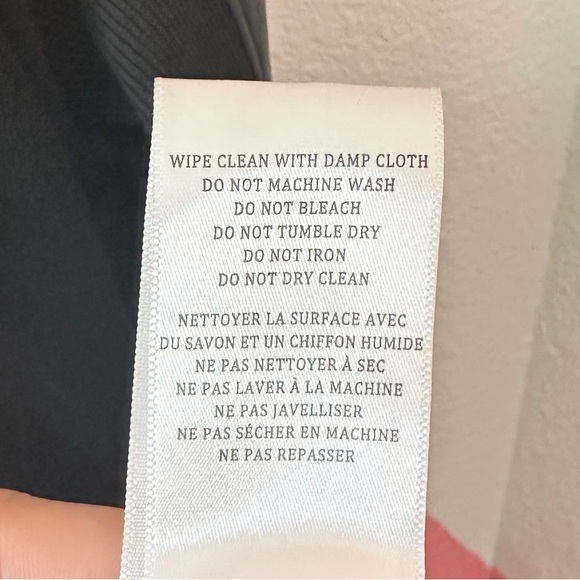 WIPE CLEAN WITH DAMP CLOTH
DO NOT MACHINE WASH
DO NOT BLEACH
DO NOT TUMBLE DRY
DO NOT IRON
DO NOT DRY CLEAN
NETTOYER LA SURFACE AVEC
DU SAVON ET UN CHIFFON HUMIDE
NE PAS NETTOYER À SEC
NE PAS LAVER À LA MACHINE
NE PAS JAVELLISER
NE PAS SÉCHER EN MACHINE
NE PAS REPASSER